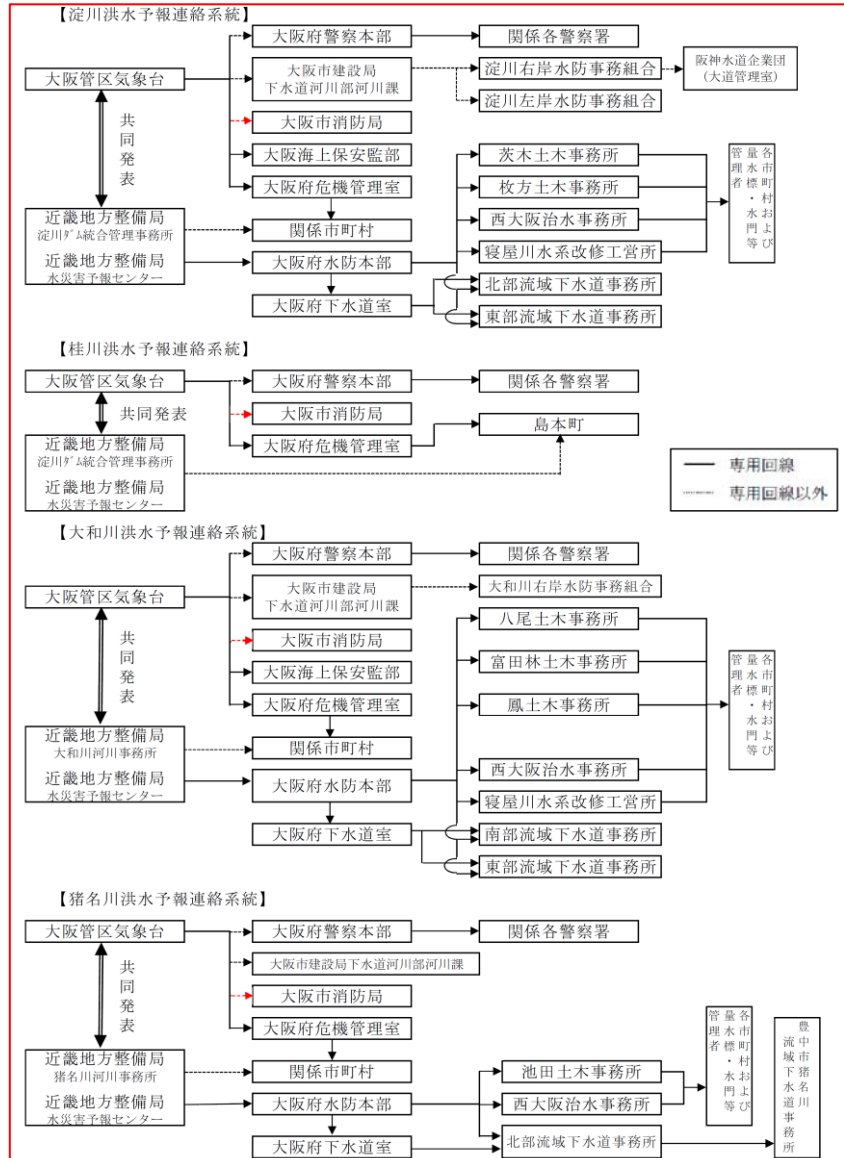 【淀川洪水予報連絡系統】
大阪府警察本部
関係各警察署
大阪管区気象台
大阪市建設局
下水道河川部河川課
淀川右岸水防事務組合
阪神水道企業団
(大道管理室)
淀川左岸水防事務組合
共同発表
大阪市消防局
大阪海上保安監部
茨木土木事務所
各市町村および
量水標・水門等
管理者
大阪府危機管理室
枚方土木事務所
近畿地方整備局
淀川ダム統合管理事務所
関係市町村
西大阪治水事務所
近畿地方整備局
水災害予報センター
大阪府水防本部
寝屋川水系改修工営所
大阪府下水道室
北部流域下水道事務所
東部流域下水道事務所
【桂川洪水予報連絡系統】
大阪管区気象台
大阪府警察本部
関係各警察署
共同発表
大阪市消防局
大阪府危機管理室
島本町
近畿地方整備局
淀川ダム統合管理事務所
近畿地方整備局
水災害予報センター
専用回線
専用回線以外
【大和川洪水予報連絡系統】
大阪府警察本部
関係各警察署
大阪管区気象台
大阪市建設局
下水道河川部河川課
大和川右岸水防事務組合
共同発表
大阪市消防局
八尾土木事務所
大阪海上保安監部
富田林土木事務所
各市町村および
量水標・水門等
管理者
大阪府危機管理室
鳳土木事務所
近畿地方整備局
大和川河川事務所
関係市町村
近畿地方整備局
水災害予報センター
大阪府水防本部
西大阪治水事務所
寝屋川水系改修工営所
大阪府下水道室
南部流域下水道事務所
東部流域下水道事務所
【猪名川洪水予報連絡系統】
大阪管区気象台
大阪府警察本部
関係各警察署
共同発表
大阪市建設局下水道河川部河川課
大阪市消防局
大阪府危機管理室
各市町村および
量水標・水門等
管理者
豊中市猪名川
流域下水道事務所
近畿地方整備局
猪名川河川事務所
関係市町村
池田土木事務所
近畿地方整備局
水災害予報センター
大阪府水防本部
西大阪治水事務所
大阪府下水道室
北部流域下水道事務所